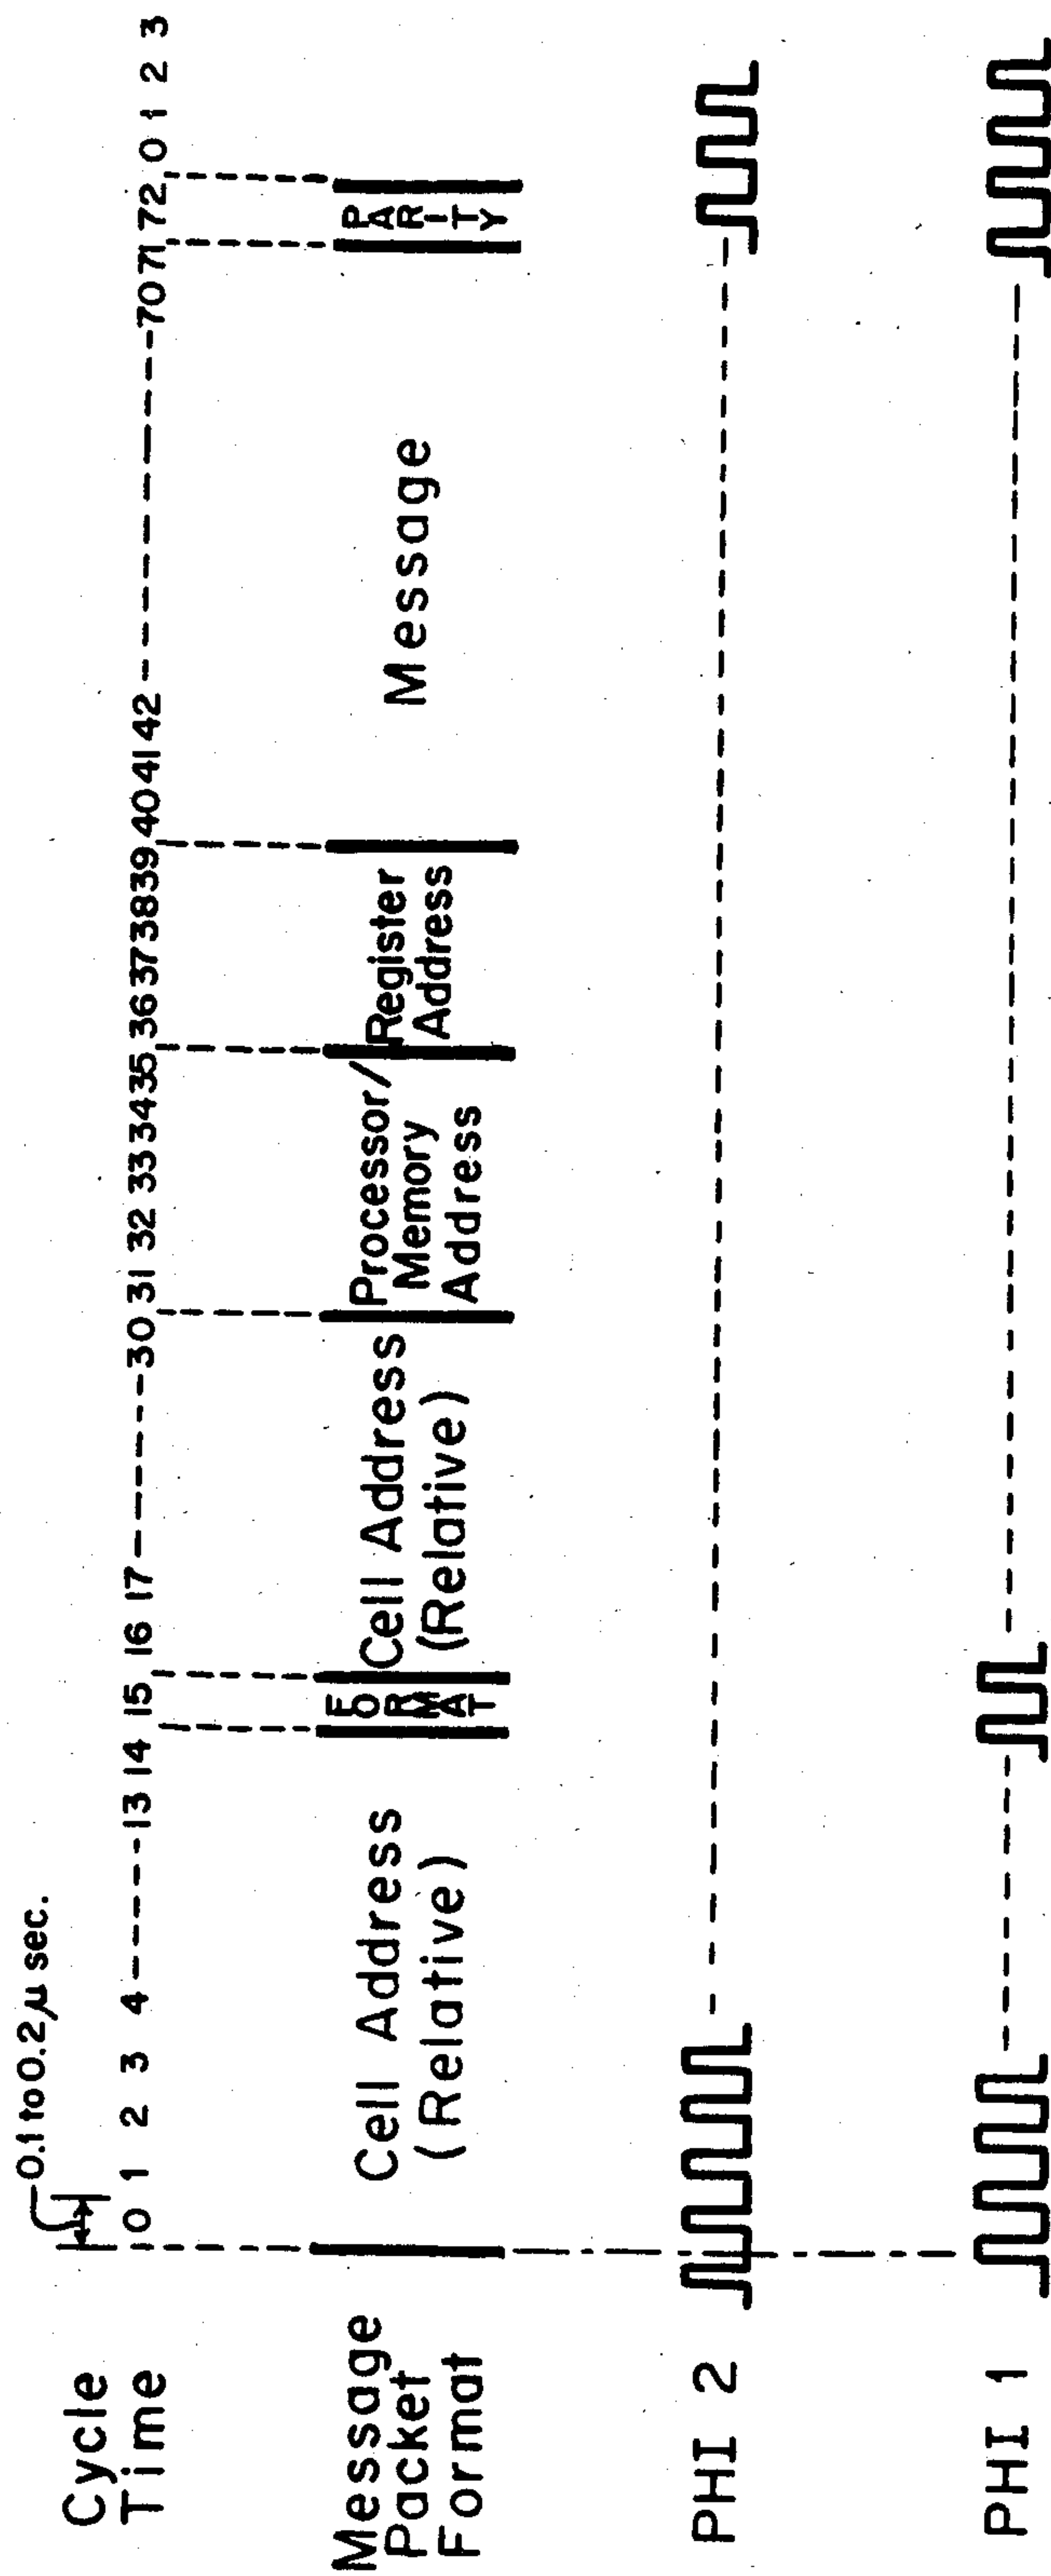 0.1 to 0.2 μ sec.
Cycle Time
0 1 2 3 4 ----- 13 14 15 16 17 ------ 30 31 32 33 34 35 36 37 38 39 40 41 42 ---------- 70 71 72 0 1 2 3
Message Packet Format
Cell Address
(Relative)
FORMAT
Cell Address
(Relative)
Processor/
Memory
Address
Register
Address
Message
PARITY
PHI 2
PHI 1